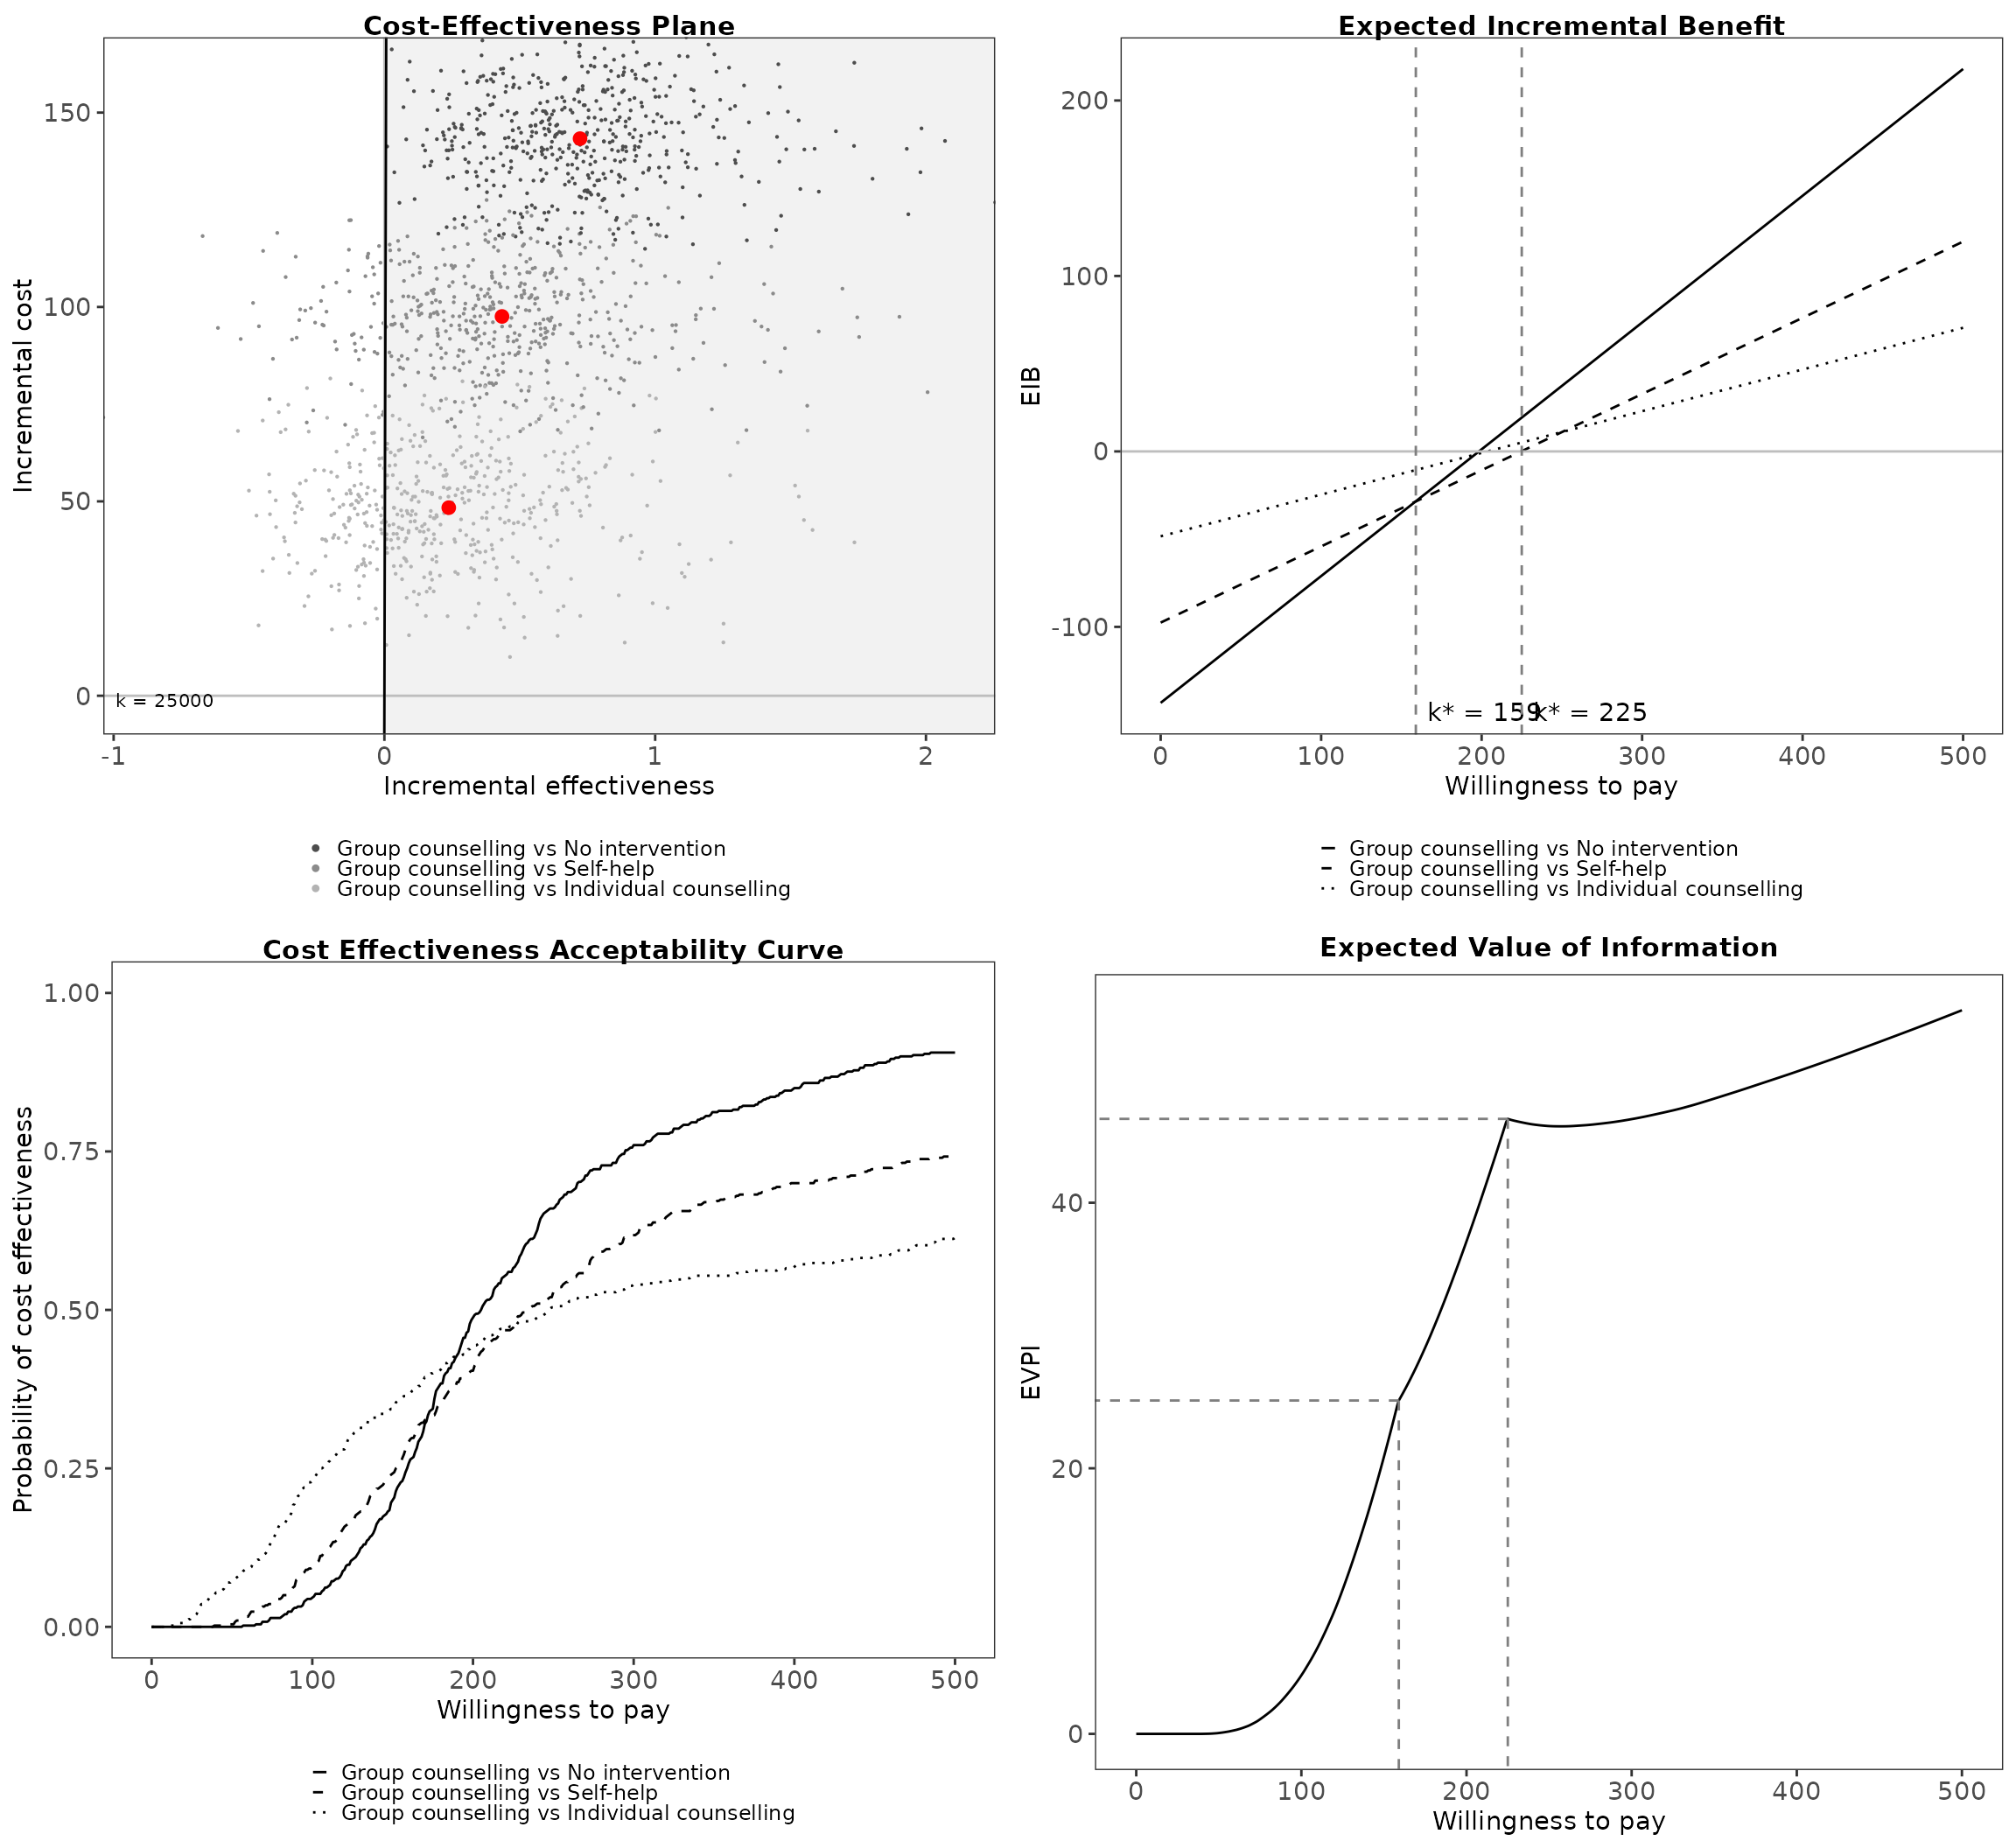 Cost-Effectiveness Plane
Incremental cost
150
100
50
0
k = 25000
-1 0 1 2
Incremental effectiveness
Group counselling vs No intervention
Group counselling vs Self-help
Group counselling vs Individual counselling
Expected Incremental Benefit
EIB
200
100
0
-100
k* = 159
k* = 225
0 100 200 300 400 500
Willingness to pay
Group counselling vs No intervention
Group counselling vs Self-help
Group counselling vs Individual counselling
Cost Effectiveness Acceptability Curve
Probability of cost effectiveness
1.00
0.75
0.50
0.25
0.00
0 100 200 300 400 500
Willingness to pay
Group counselling vs No intervention
Group counselling vs Self-help
Group counselling vs Individual counselling
Expected Value of Information
EVPI
40
20
0
0 100 200 300 400 500
Willingness to pay